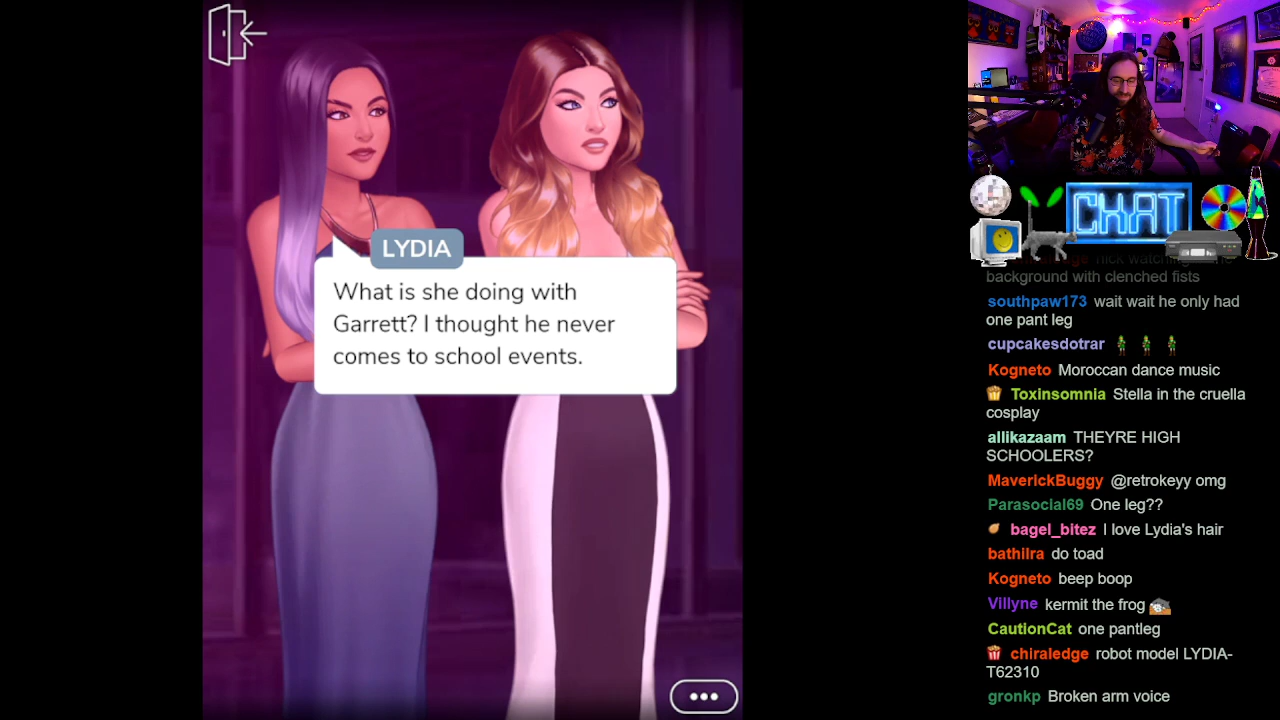 LYDIA
What is she doing with
Garrett? I thought he never
comes to school events.
CHAT
background with clenched fists
southpaw173 wait wait he only had
one pant leg
cupcakesdotrar
Kogneto Moroccan dance music
Toxinsomnia Stella in the cruella
cosplay
allikazaam THEYRE HIGH
SCHOOLERS?
MaverickBuggy @retrokeyy omg
Parasocial69 One leg??
bagel_bitez I love Lydia's hair
bathilra do toad
Kogneto beep boop
Villyne kermit the frog
CautionCat one pantleg
chiraledge robot model LYDIA-
T62310
gronkp Broken arm voice